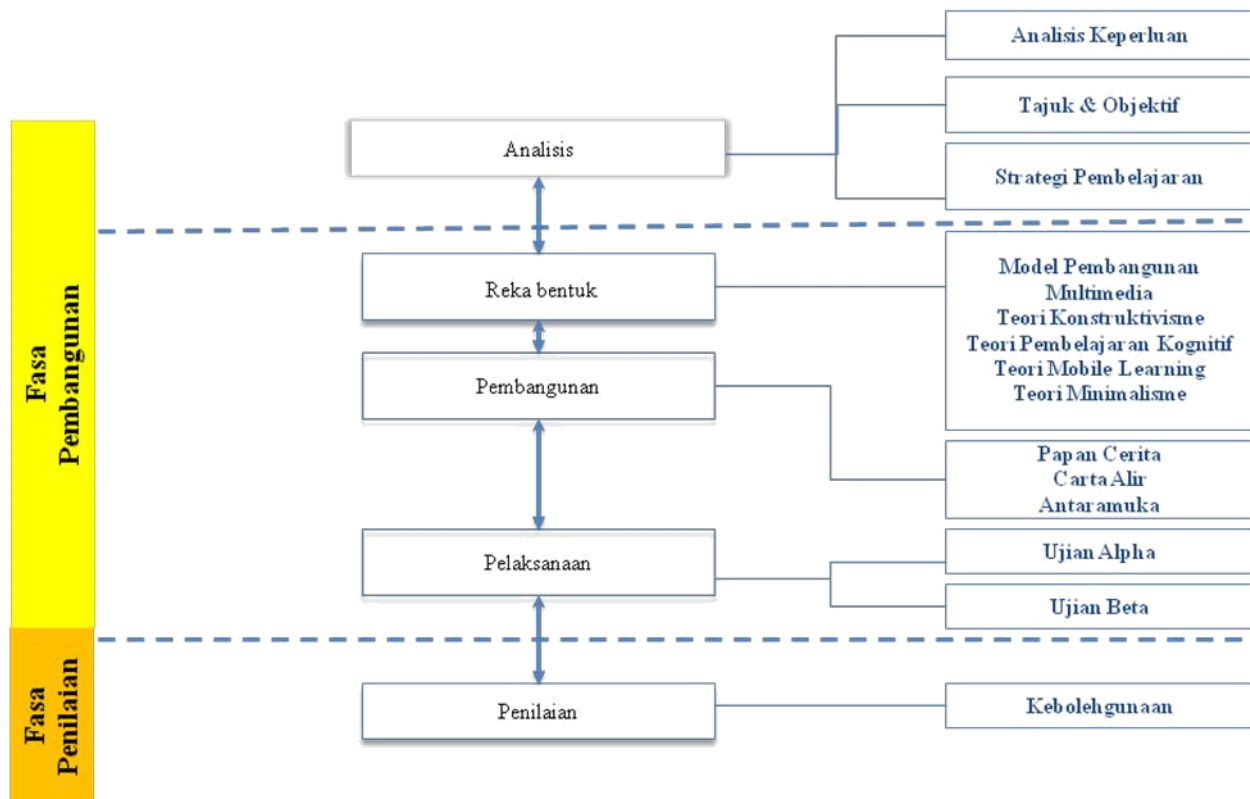 Fasa
Pembangunan
Fasa
Penilaian
Analisis
Analisis Keperluan
Tajuk & Objektif
Strategi Pembelajaran
Reka bentuk
Model Pembangunan
Multimedia
Teori Konstruktivisme
Teori Pembelajaran Kognitif
Teori Mobile Learning
Teori Minimalisme
Pembangunan
Papan Cerita
Carta Alir
Antaramuka
Pelaksanaan
Ujian Alpha
Ujian Beta
Penilaian
Kebolehgunaan